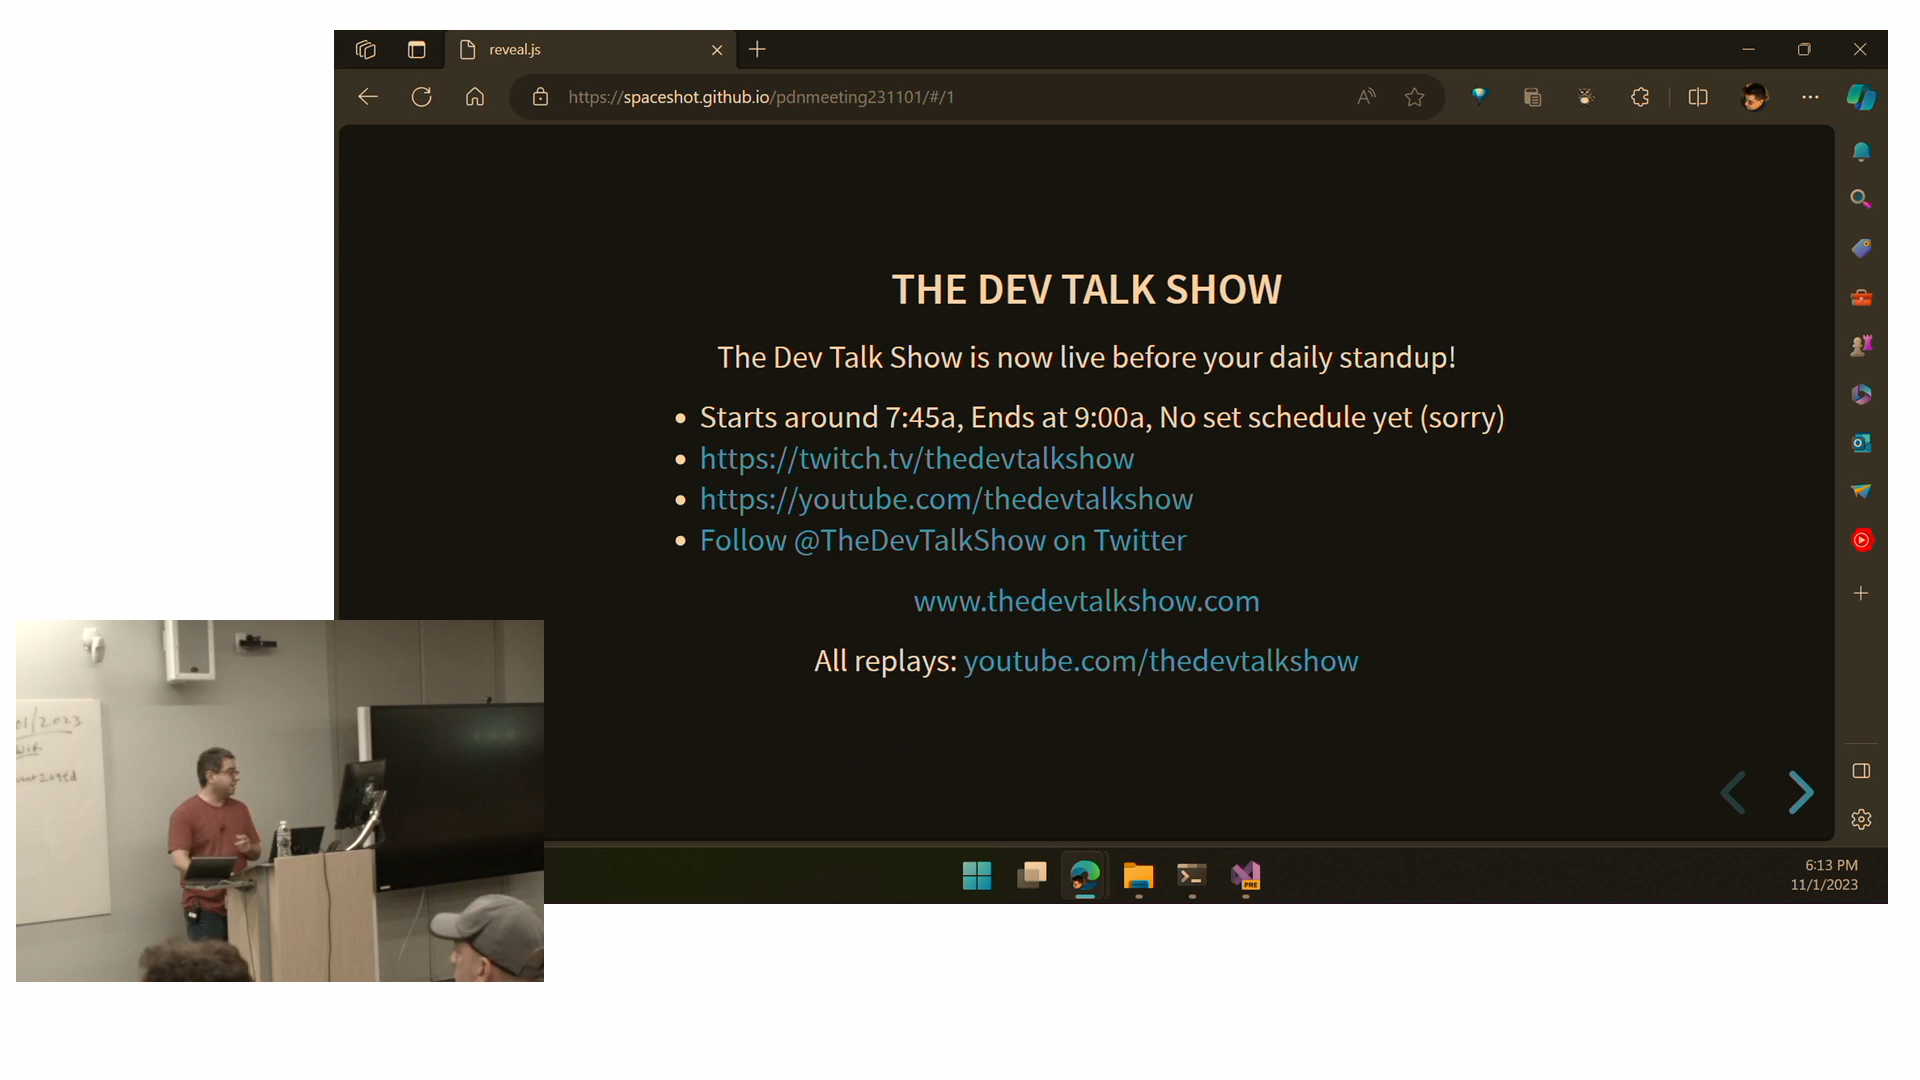 reveal.js
https://spaceshot.github.io/pdnmeeting231101/#/1
THE DEV TALK SHOW
The Dev Talk Show is now live before your daily standup!
Starts around 7:45a, Ends at 9:00a, No set schedule yet (sorry)
https://twitch.tv/thedevtalkshow
https://youtube.com/thedevtalkshow
Follow @TheDevTalkShow on Twitter
www.thedevtalkshow.com
All replays: youtube.com/thedevtalkshow
01/2023
PRE
6:13 PM
11/1/2023